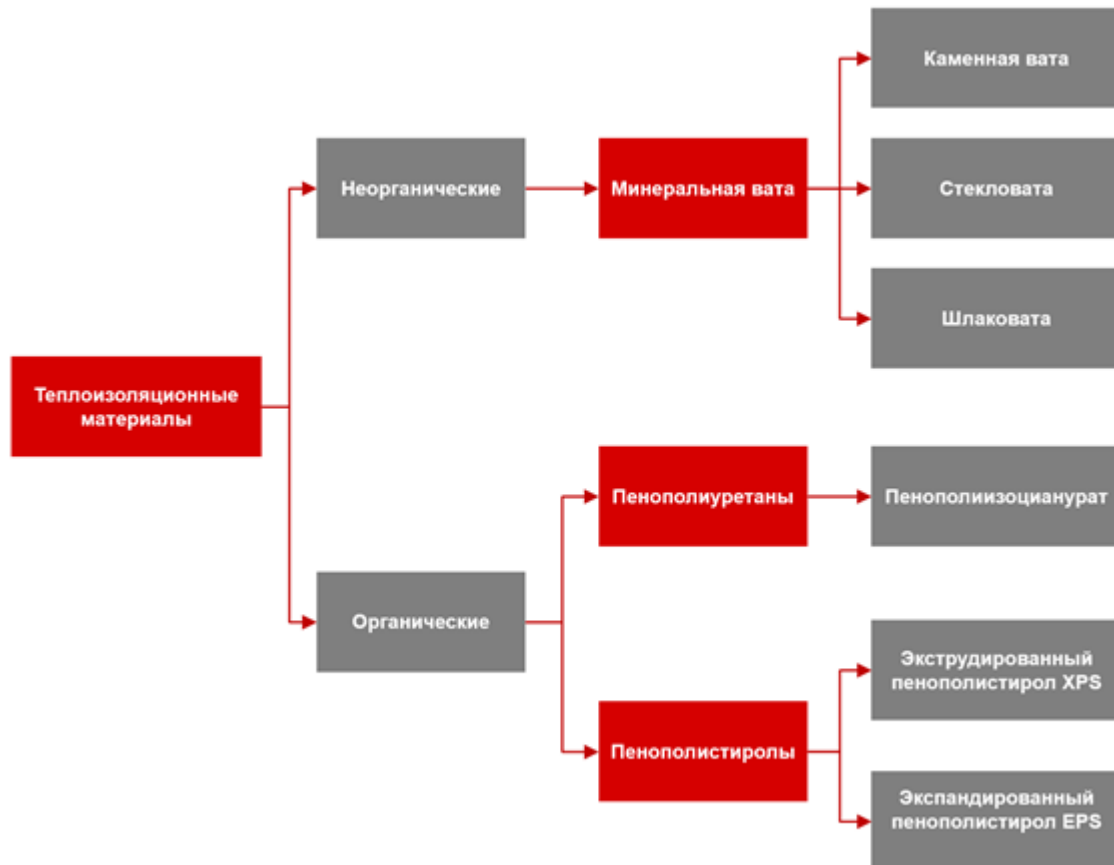 Каменная вата
Неорганические
Минеральная вата
Стекловата
Шлаковата
Теплоизоляционные
материалы
Пенополиуретаны
Пенополиизоцианурат
Органические
Экструдированный
пенополистирол XPS
Пенополистиролы
Экспандированный
пенополистирол EPS